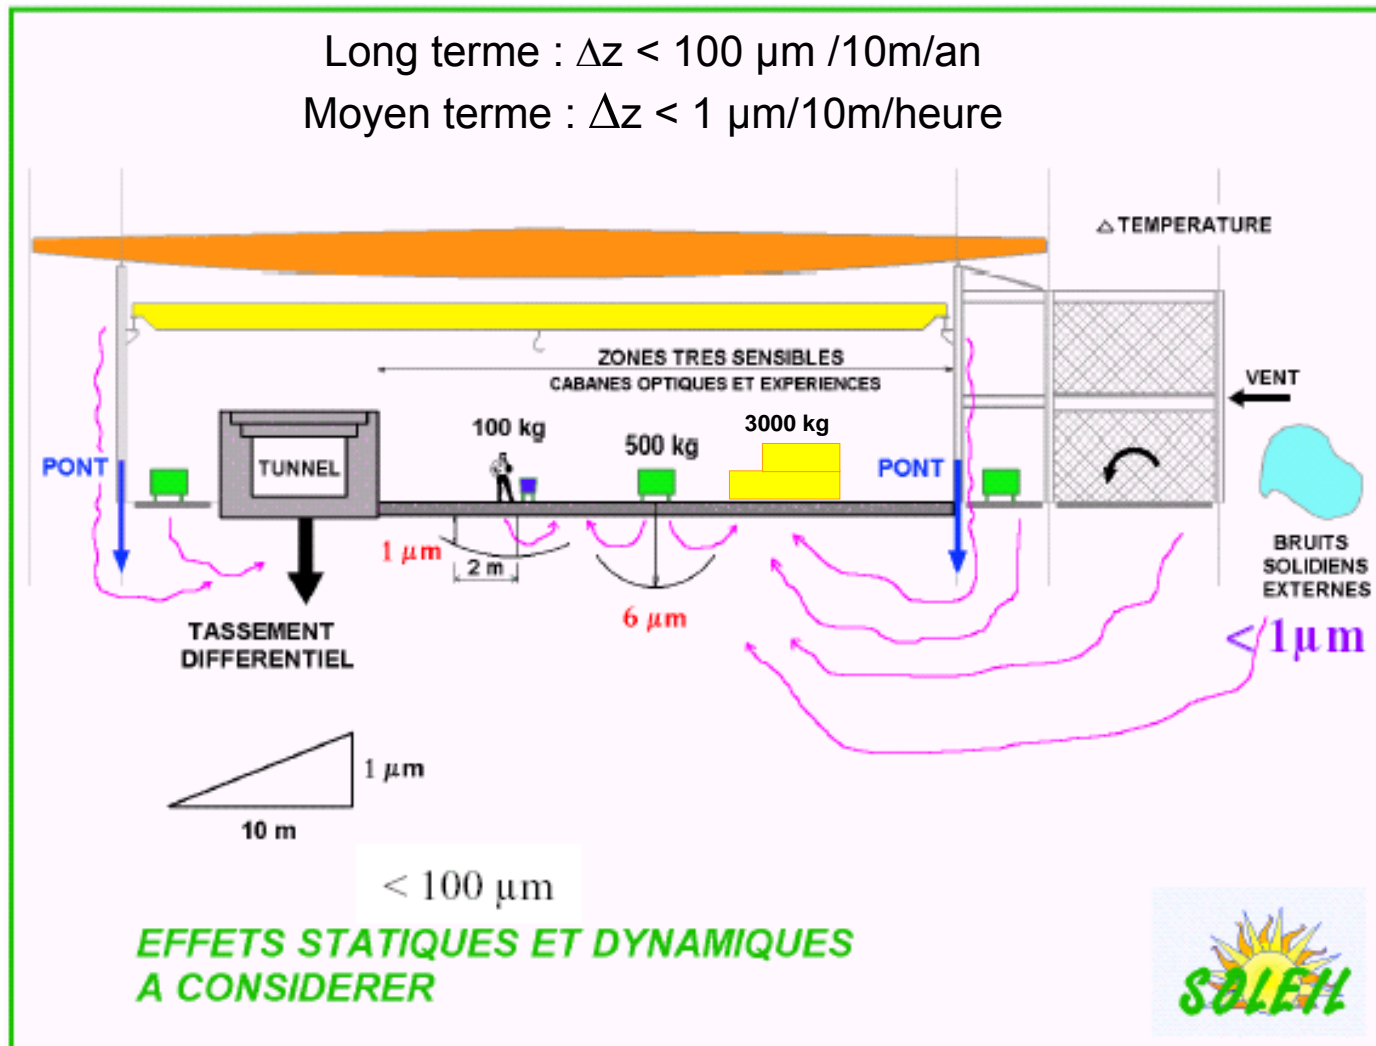 Long terme : Δz < 100 µm /10m/an
Moyen terme : Δz < 1 µm/10m/heure
△ TEMPERATURE
ZONES TRES SENSIBLES
CABANES OPTIQUES ET EXPERIENCES
VENT
100 kg
500 kg
3000 kg
PONT
TUNNEL
PONT
1 µm
2 m
6 µm
BRUITS
SOLIDIENS
EXTERNES
< 1µm
TASSEMENT
DIFFERENTIEL
1 µm
10 m
< 100 µm
EFFETS STATIQUES ET DYNAMIQUES
A CONSIDERER
SOLEIL